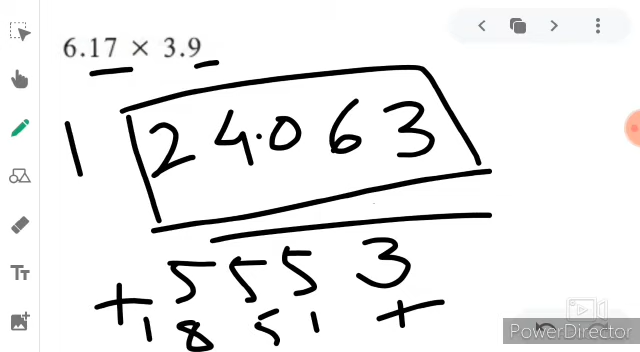 6.17 × 3.9
1 24.063
5553
+ 1851 +
PowerDirector